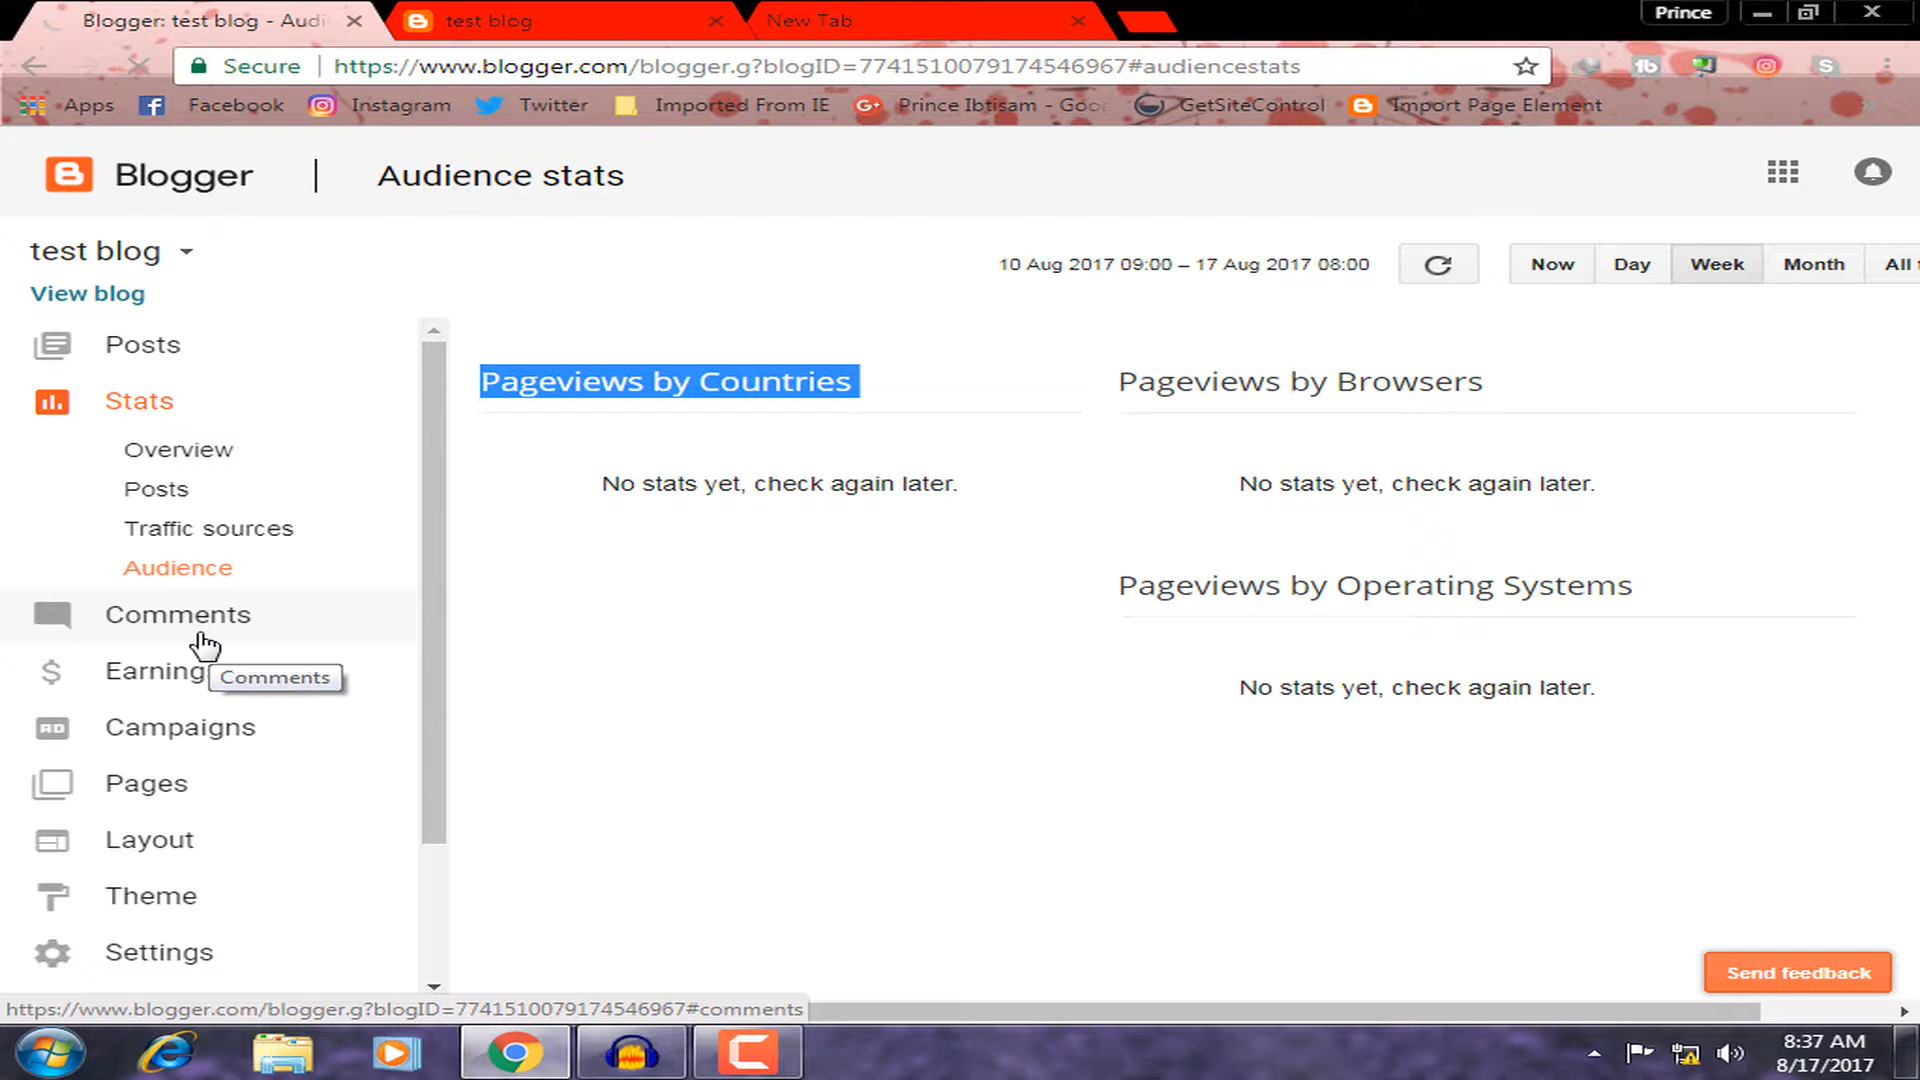 Blogger: test blog - Audi
test blog
New Tab
Prince
Secure
https://www.blogger.com/blogger.g?blogID=7741510079174546967#audiencestats
Apps
Facebook
Instagram
Twitter
Imported From IE
Prince Ibtisam - Goo
GetSiteControl
Import Page Element
Blogger
Audience stats
test blog
View blog
10 Aug 2017 09:00 – 17 Aug 2017 08:00
Now
Day
Week
Month
All
Posts
Stats
Overview
Posts
Traffic sources
Audience
Comments
Earning
Comments
Campaigns
Pages
Layout
Theme
Settings
Pageviews by Countries
No stats yet, check again later.
Pageviews by Browsers
No stats yet, check again later.
Pageviews by Operating Systems
No stats yet, check again later.
Send feedback
https://www.blogger.com/blogger.g?blogID=7741510079174546967#comments
8:37 AM
8/17/2017